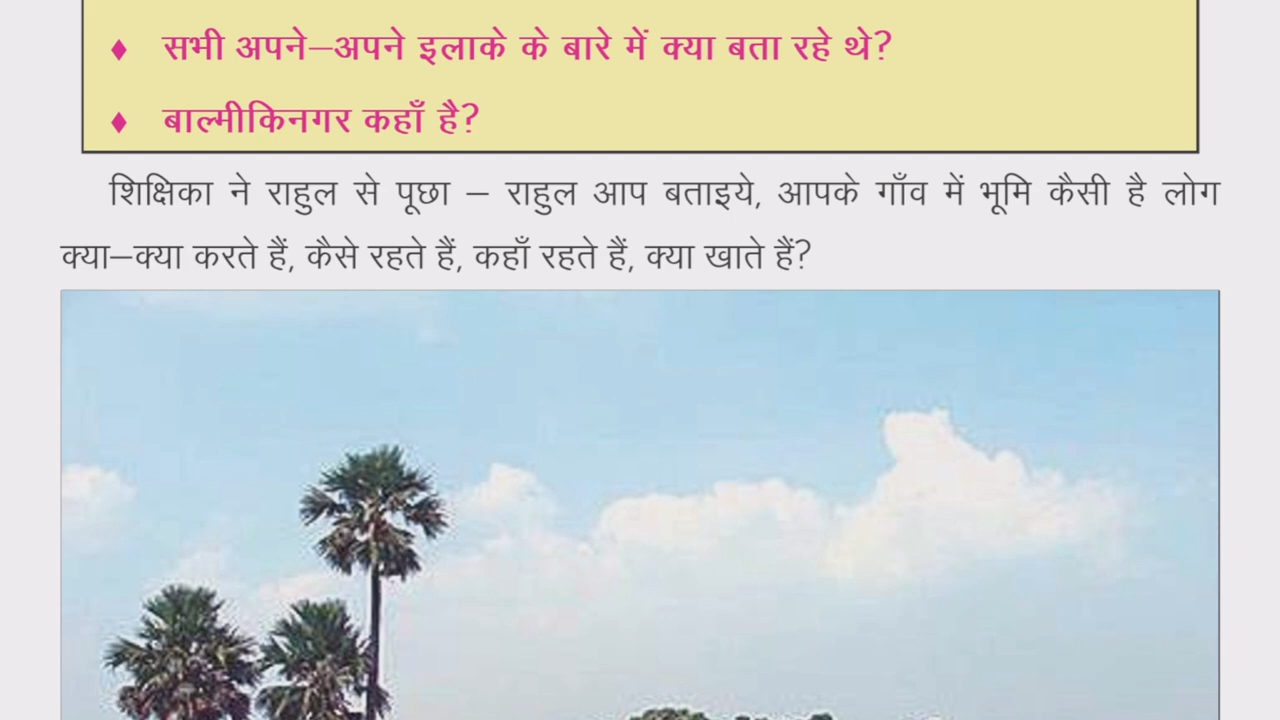 ♦ सभी अपने–अपने इलाके के बारे में क्या बता रहे थे?
♦ बाल्मीकिनगर कहाँ है?
शिक्षिका ने राहुल से पूछा – राहुल आप बताइये, आपके गाँव में भूमि कैसी है लोग
क्या–क्या करते हैं, कैसे रहते हैं, कहाँ रहते हैं, क्या खाते हैं?